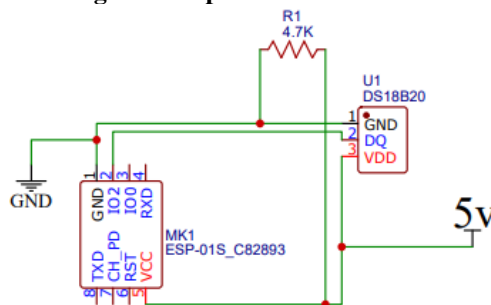 R1
4.7K
U1
DS18B20
1 GND
2 DQ
3 VDD
GND
1 2 3 4
GND IO2 IO0 RXD
MK1
ESP-01S_C82893
TXD CH_PD RST VCC
8 7 6 5
5v